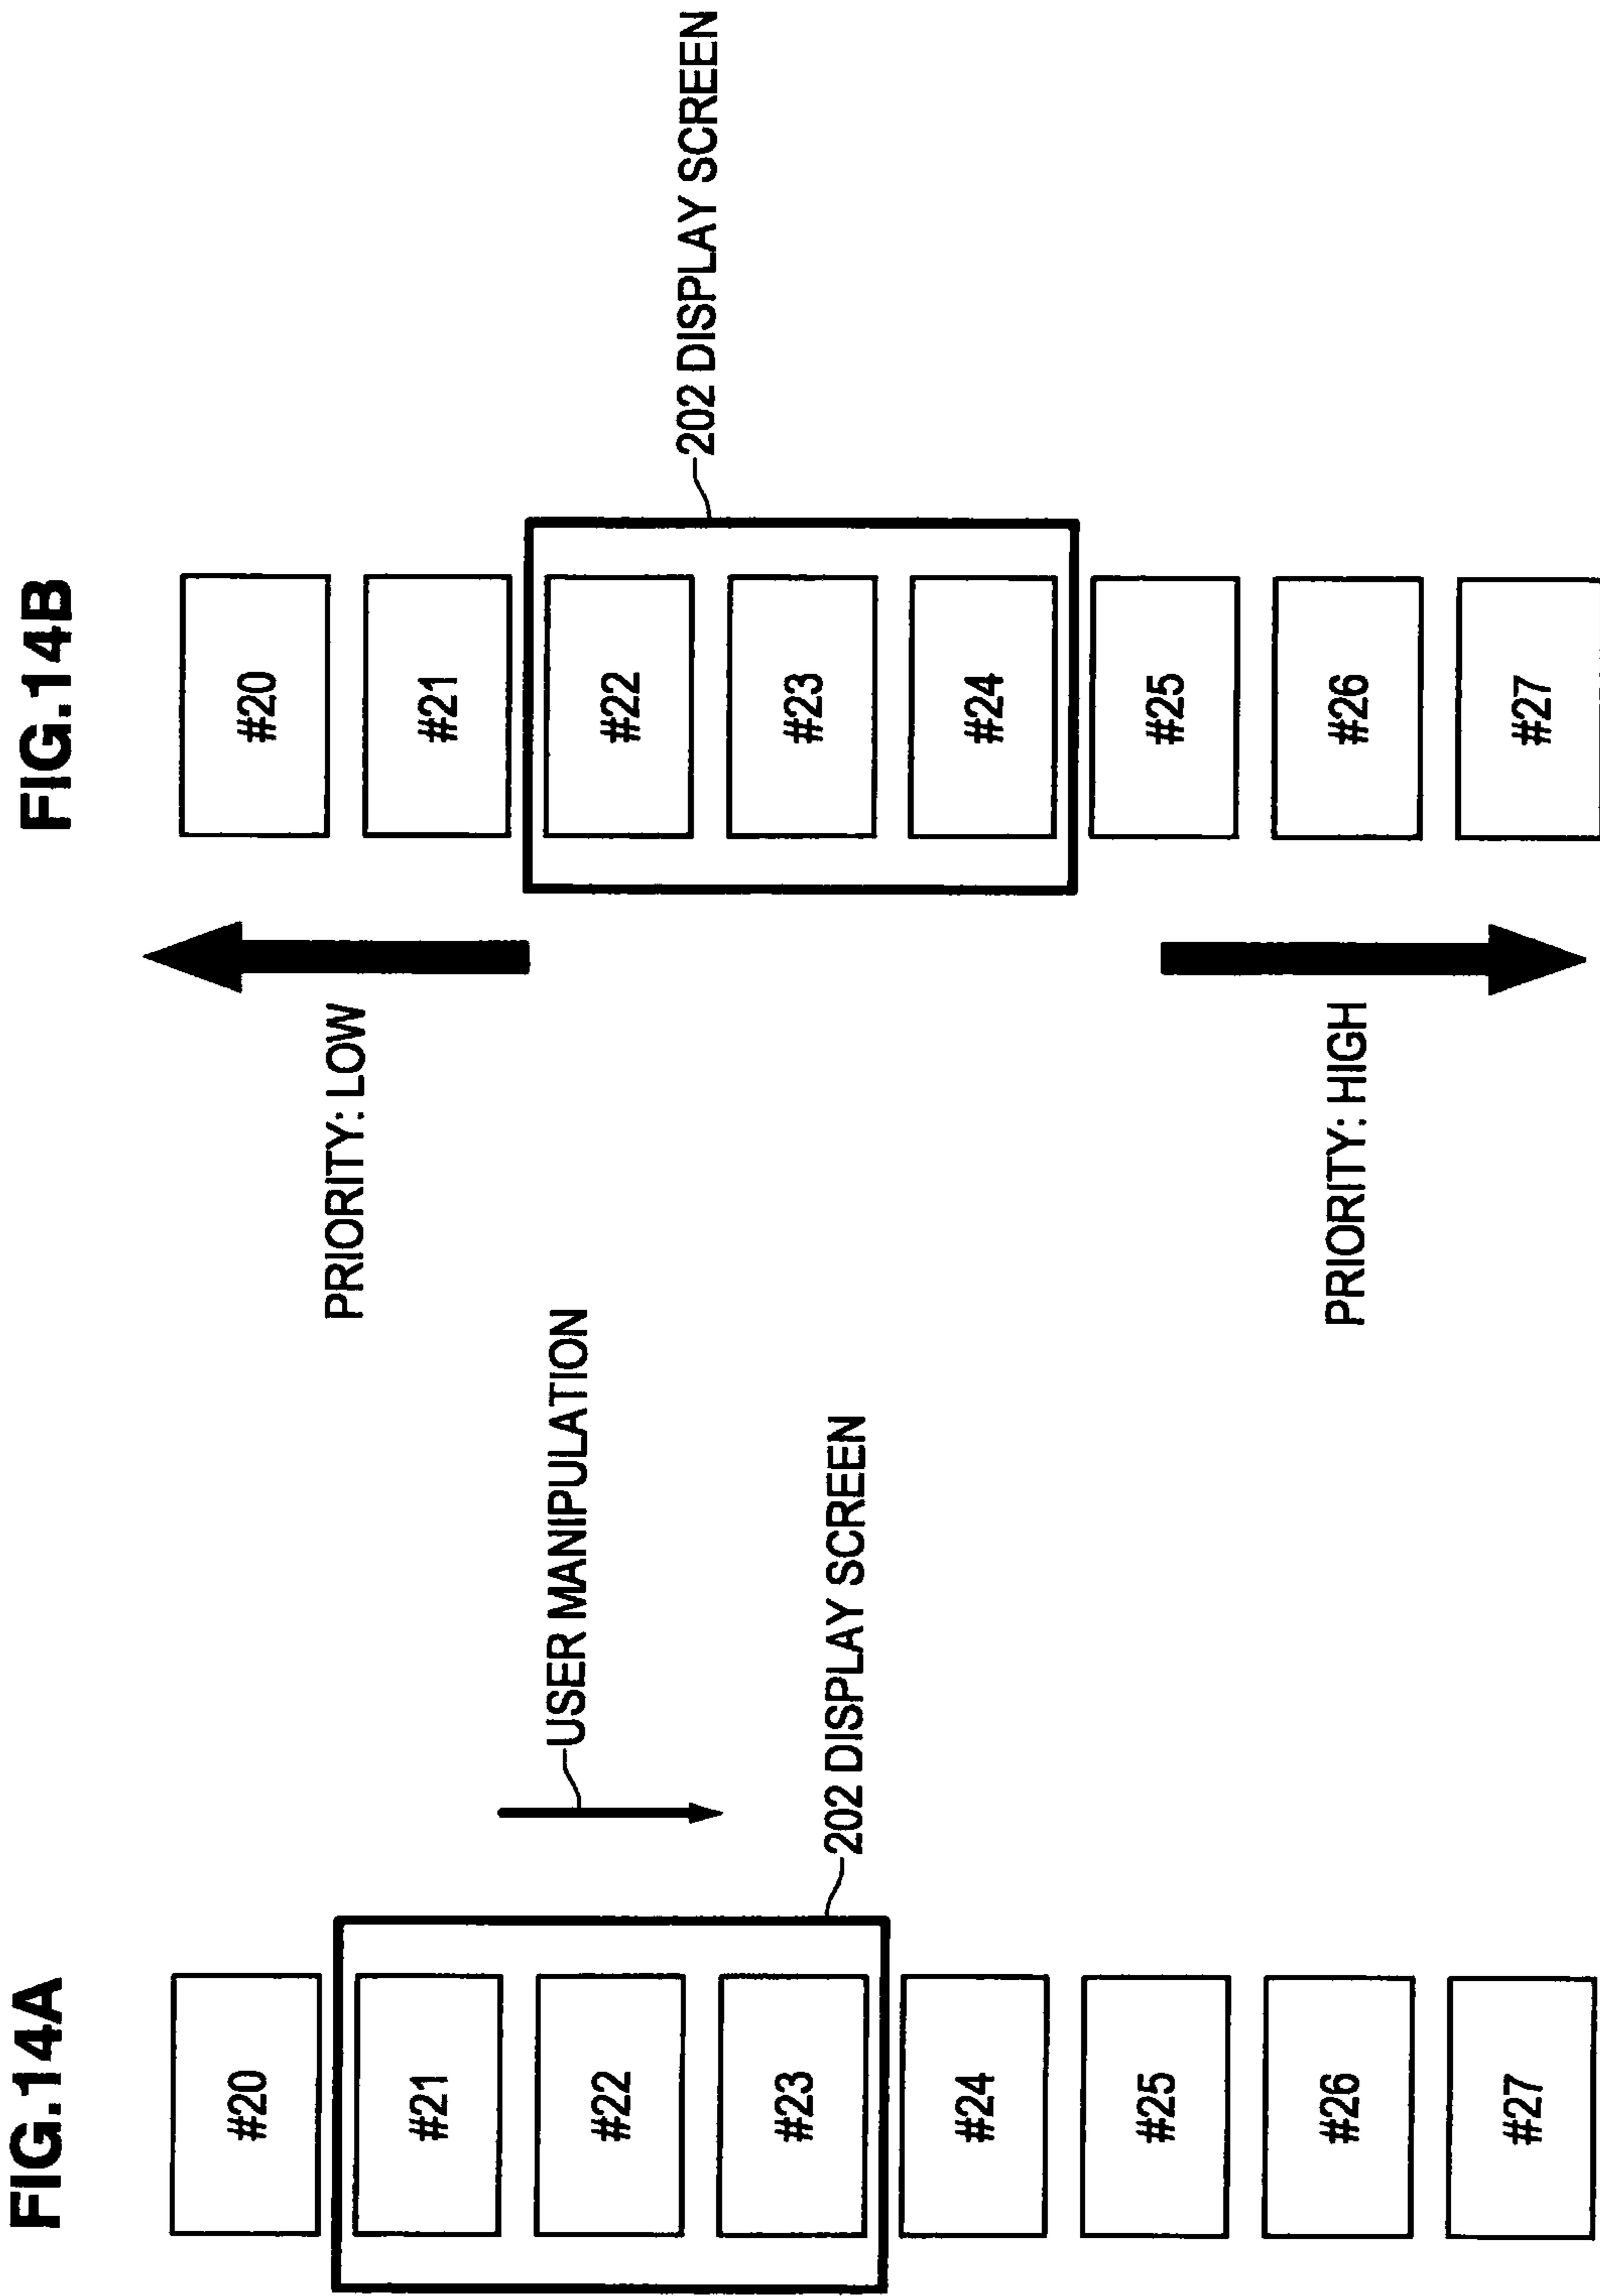 FIG.14A
#20
#21
#22
#23
#24
#25
#26
#27
USER MANIPULATION
202 DISPLAY SCREEN
FIG.14B
#20
#21
#22
#23
#24
#25
#26
#27
202 DISPLAY SCREEN
PRIORITY: LOW
PRIORITY: HIGH